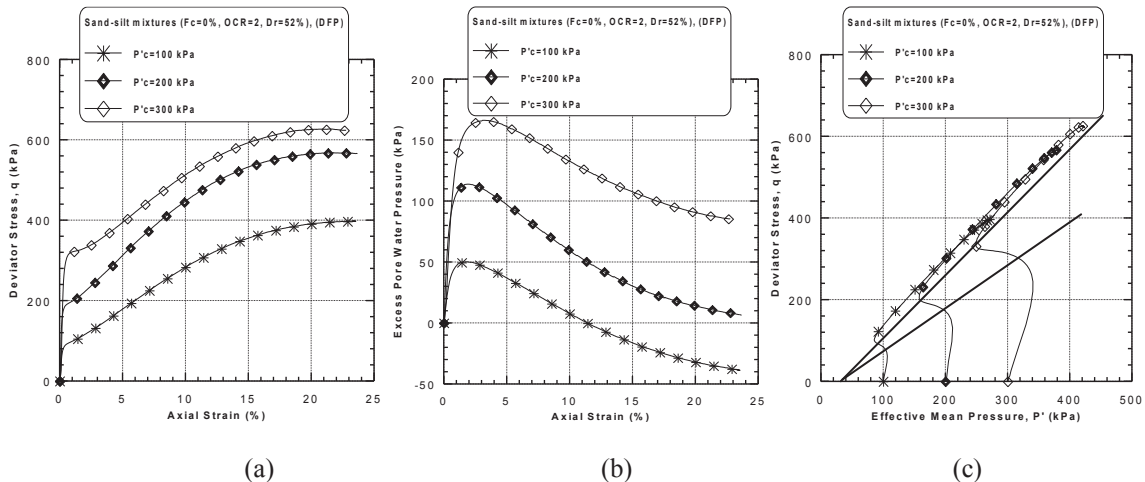 Sand-silt mixtures (Fc=0%, OCR=2, Dr=52%), (DFP)
P'c=100 kPa
P'c=200 kPa
P'c=300 kPa
800
600
400
200
0
Deviator Stress, q (kPa)
0 5 10 15 20 25
Axial Strain (%)
(a)
Sand-silt mixtures (Fc=0%, OCR=2, Dr=52%), (DFP)
P'c=100 kPa
P'c=200 kPa
P'c=300 kPa
200
150
100
50
0
-50
Excess Pore Water Pressure (kPa)
0 5 10 15 20 25
Axial Strain (%)
(b)
Sand-silt mixtures (Fc=0%, OCR=2, Dr=52%), (DFP)
P'c=100 kPa
P'c=200 kPa
P'c=300 kPa
800
600
400
200
0
Deviator Stress, q (kPa)
0 100 200 300 400 500
Effective Mean Pressure, P' (kPa)
(c)